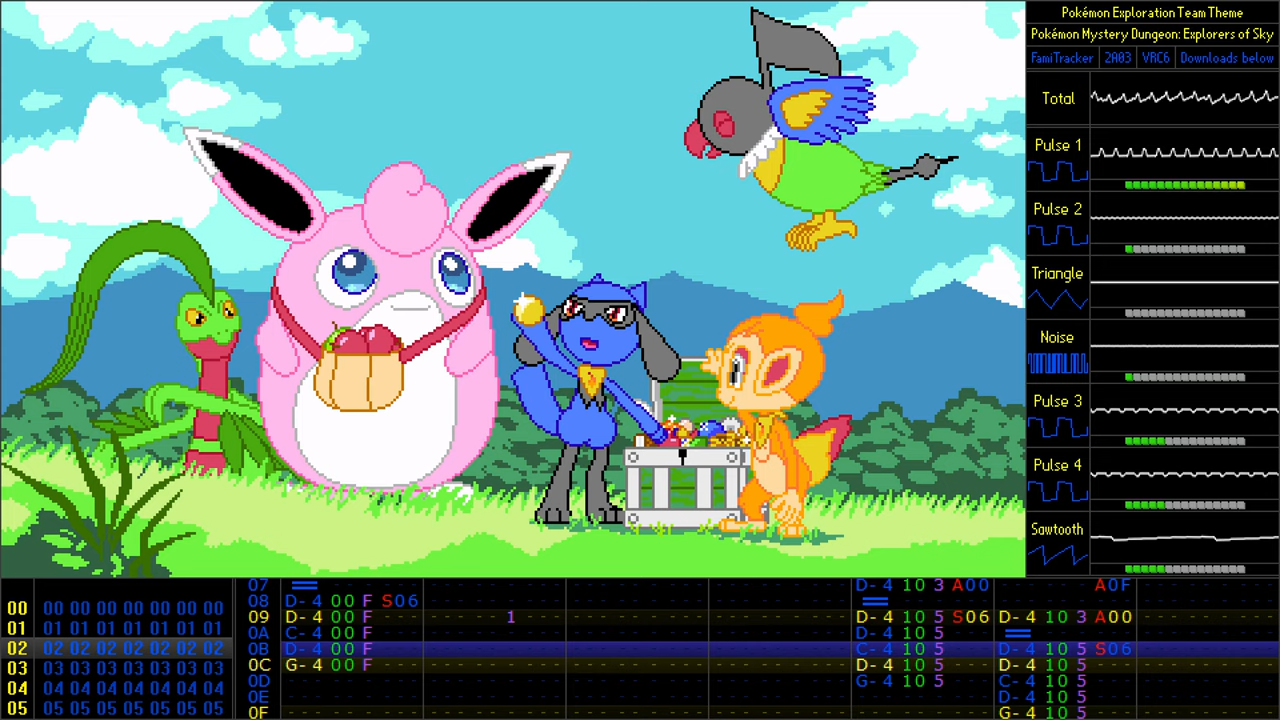 Pokémon Exploration Team Theme
Pokémon Mystery Dungeon: Explorers of Sky
FamiTracker 2A03 VRC6 Downloads below
Total
Pulse 1
Pulse 2
Triangle
Noise
Pulse 3
Pulse 4
Sawtooth
07 D-4 10 3 A00 A0F
00 00 00 00 00 00 00 00 00 08 D-4 00 F S06
01 01 01 01 01 01 01 01 01 09 D-4 00 F 1 D-4 10 5 S06 D-4 10 3 A00
0A C-4 00 F D-4 10 5
02 02 02 02 02 02 02 02 02 0B D-4 00 F C-4 10 5 D-4 10 5 S06
03 03 03 03 03 03 03 03 03 0C G-4 00 F D-4 10 5 D-4 10 5
0D G-4 10 5 C-4 10 5
04 04 04 04 04 04 04 04 04 0E D-4 10 5
05 05 05 05 05 05 05 05 05 0F G-4 10 5